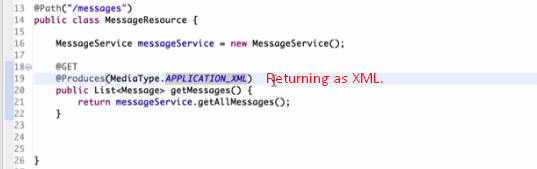 13 @Path("/messages")
14 public class MessageResource {
15
16 MessageService messageService = new MessageService();
17
18 @GET
19 @Produces(MediaType.APPLICATION_XML) Returning as XML.
20 public List<Message> getMessages() {
21 return messageService.getAllMessages();
22 }
23
24
25
26 }